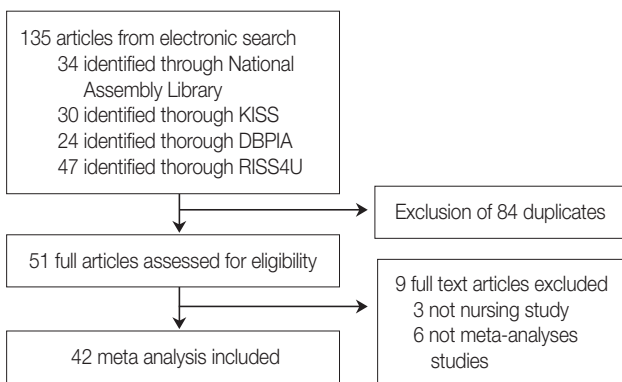 135 articles from electronic search
34 identified through National
Assembly Library
30 identified thorough KISS
24 identified thorough DBPIA
47 identified thorough RISS4U
Exclusion of 84 duplicates
51 full articles assessed for eligibility
9 full text articles excluded
3 not nursing study
6 not meta-analyses
studies
42 meta analysis included